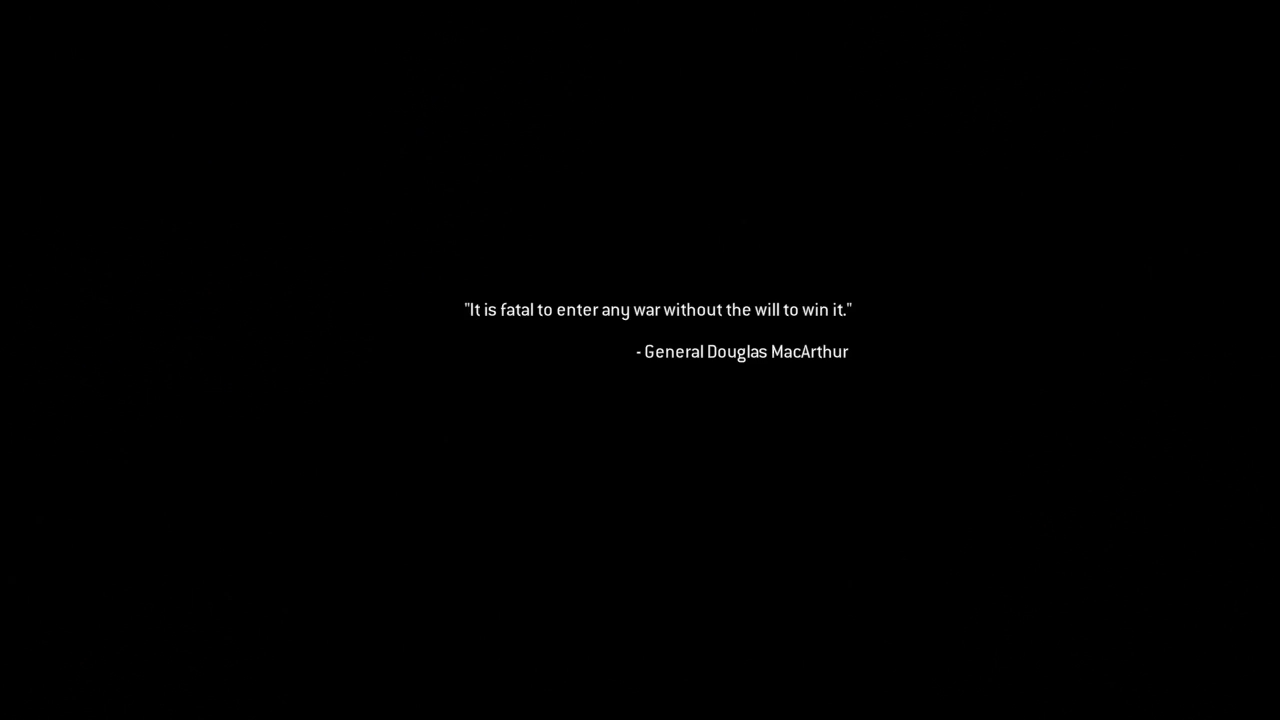 "It is fatal to enter any war without the will to win it."
- General Douglas MacArthur